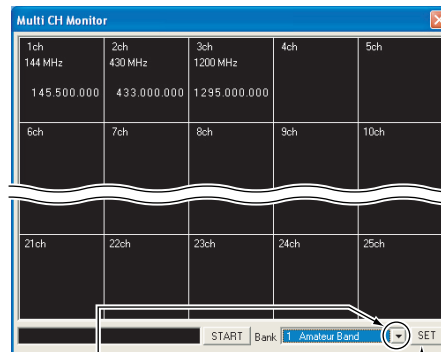 Multi CH Monitor
1ch 2ch 3ch 4ch 5ch
144 MHz 430 MHz 1200 MHz
145.500.000 433.000.000 1295.000.000
6ch 7ch 8ch 9ch 10ch
21ch 22ch 23ch 24ch 25ch
START Bank 1 Amateur Band SET